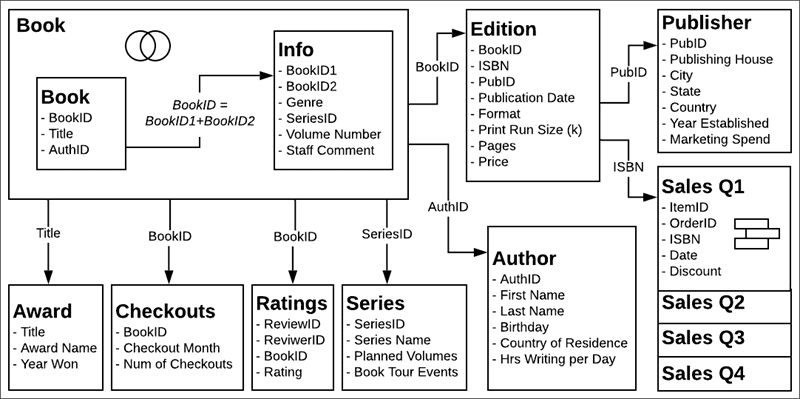 Book
Book
- BookID
- Title
- AuthID
BookID =
BookID1+BookID2
Info
- BookID1
- BookID2
- Genre
- SeriesID
- Volume Number
- Staff Comment
BookID
Edition
- BookID
- ISBN
- PubID
- Publication Date
- Format
- Print Run Size (k)
- Pages
- Price
PubID
Publisher
- PubID
- Publishing House
- City
- State
- Country
- Year Established
- Marketing Spend
ISBN
Sales Q1
- ItemID
- OrderID
- ISBN
- Date
- Discount
Sales Q2
Sales Q3
Sales Q4
AuthID
Author
- AuthID
- First Name
- Last Name
- Birthday
- Country of Residence
- Hrs Writing per Day
Title
Award
- Title
- Award Name
- Year Won
BookID
Checkouts
- BookID
- Checkout Month
- Num of Checkouts
BookID
Ratings
- ReviewID
- ReviwerID
- BookID
- Rating
SeriesID
Series
- SeriesID
- Series Name
- Planned Volumes
- Book Tour Events